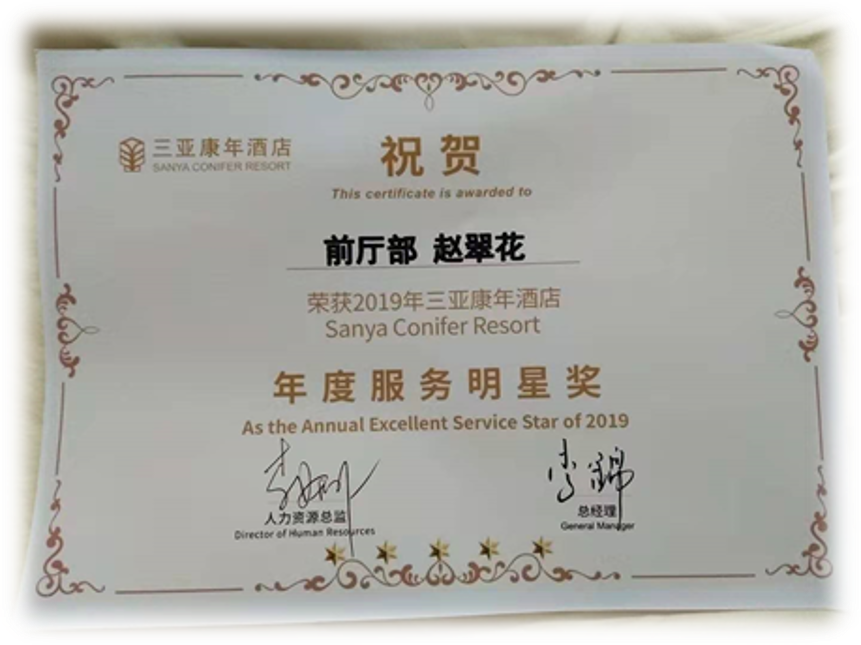 三亚康年酒店
SANYA CONIFER RESORT
祝贺
This certificate is awarded to
前厅部 赵翠花
荣获2019年三亚康年酒店
Sanya Conifer Resort
年度服务明星奖
As the Annual Excellent Service Star of 2019
人力资源总监
Director of Human Resources
总经理
General Manager